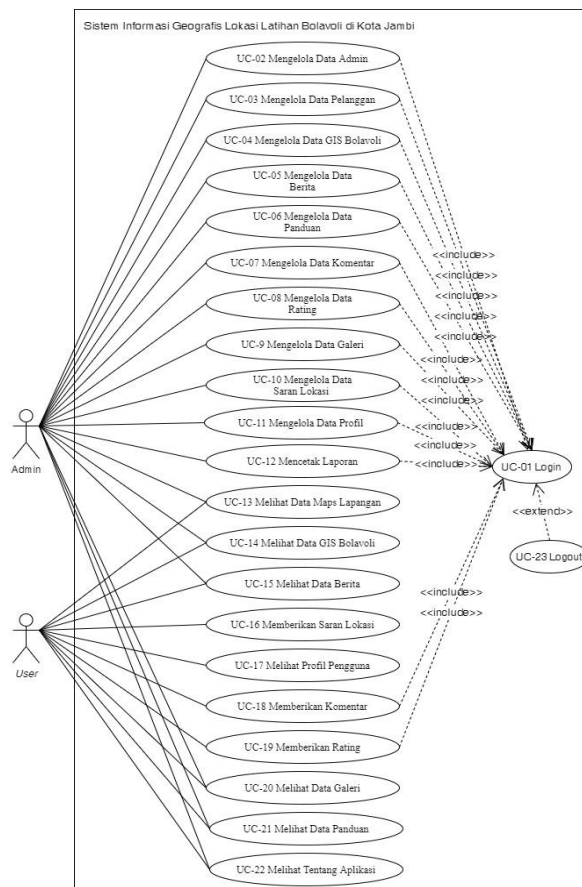 Sistem Informasi Geografis Lokasi Latihan Bolavoli di Kota Jambi
UC-02 Mengelola Data Admin
UC-03 Mengelola Data Pelanggan
UC-04 Mengelola Data GIS Bolavoli
UC-05 Mengelola Data
Berita
UC-06 Mengelola Data
Panduan
<<include>>
UC-07 Mengelola Data Komentar
<<include>>
<<include>>
UC-08 Mengelola Data
Rating
<<include>>
<<include>>
UC-9 Mengelola Data Galeri
<<include>>
<<include>>
UC-10 Mengelola Data
Saran Lokasi
<<include>>
<<include>>
UC-11 Mengelola Data Profil
<<include>>
Admin
UC-12 Mencetak Laporan
<<include>>
UC-01 Login
UC-13 Melihat Data Maps Lapangan
<<extend>>
UC-14 Melihat Data GIS Bolavoli
UC-23 Logout
UC-15 Melihat Data Berita
<<include>>
<<include>>
UC-16 Memberikan Saran Lokasi
User
UC-17 Melihat Profil Pengguna
UC-18 Memberikan Komentar
UC-19 Memberikan Rating
UC-20 Melihat Data Galeri
UC-21 Melihat Data Panduan
UC-22 Melihat Tentang Aplikasi